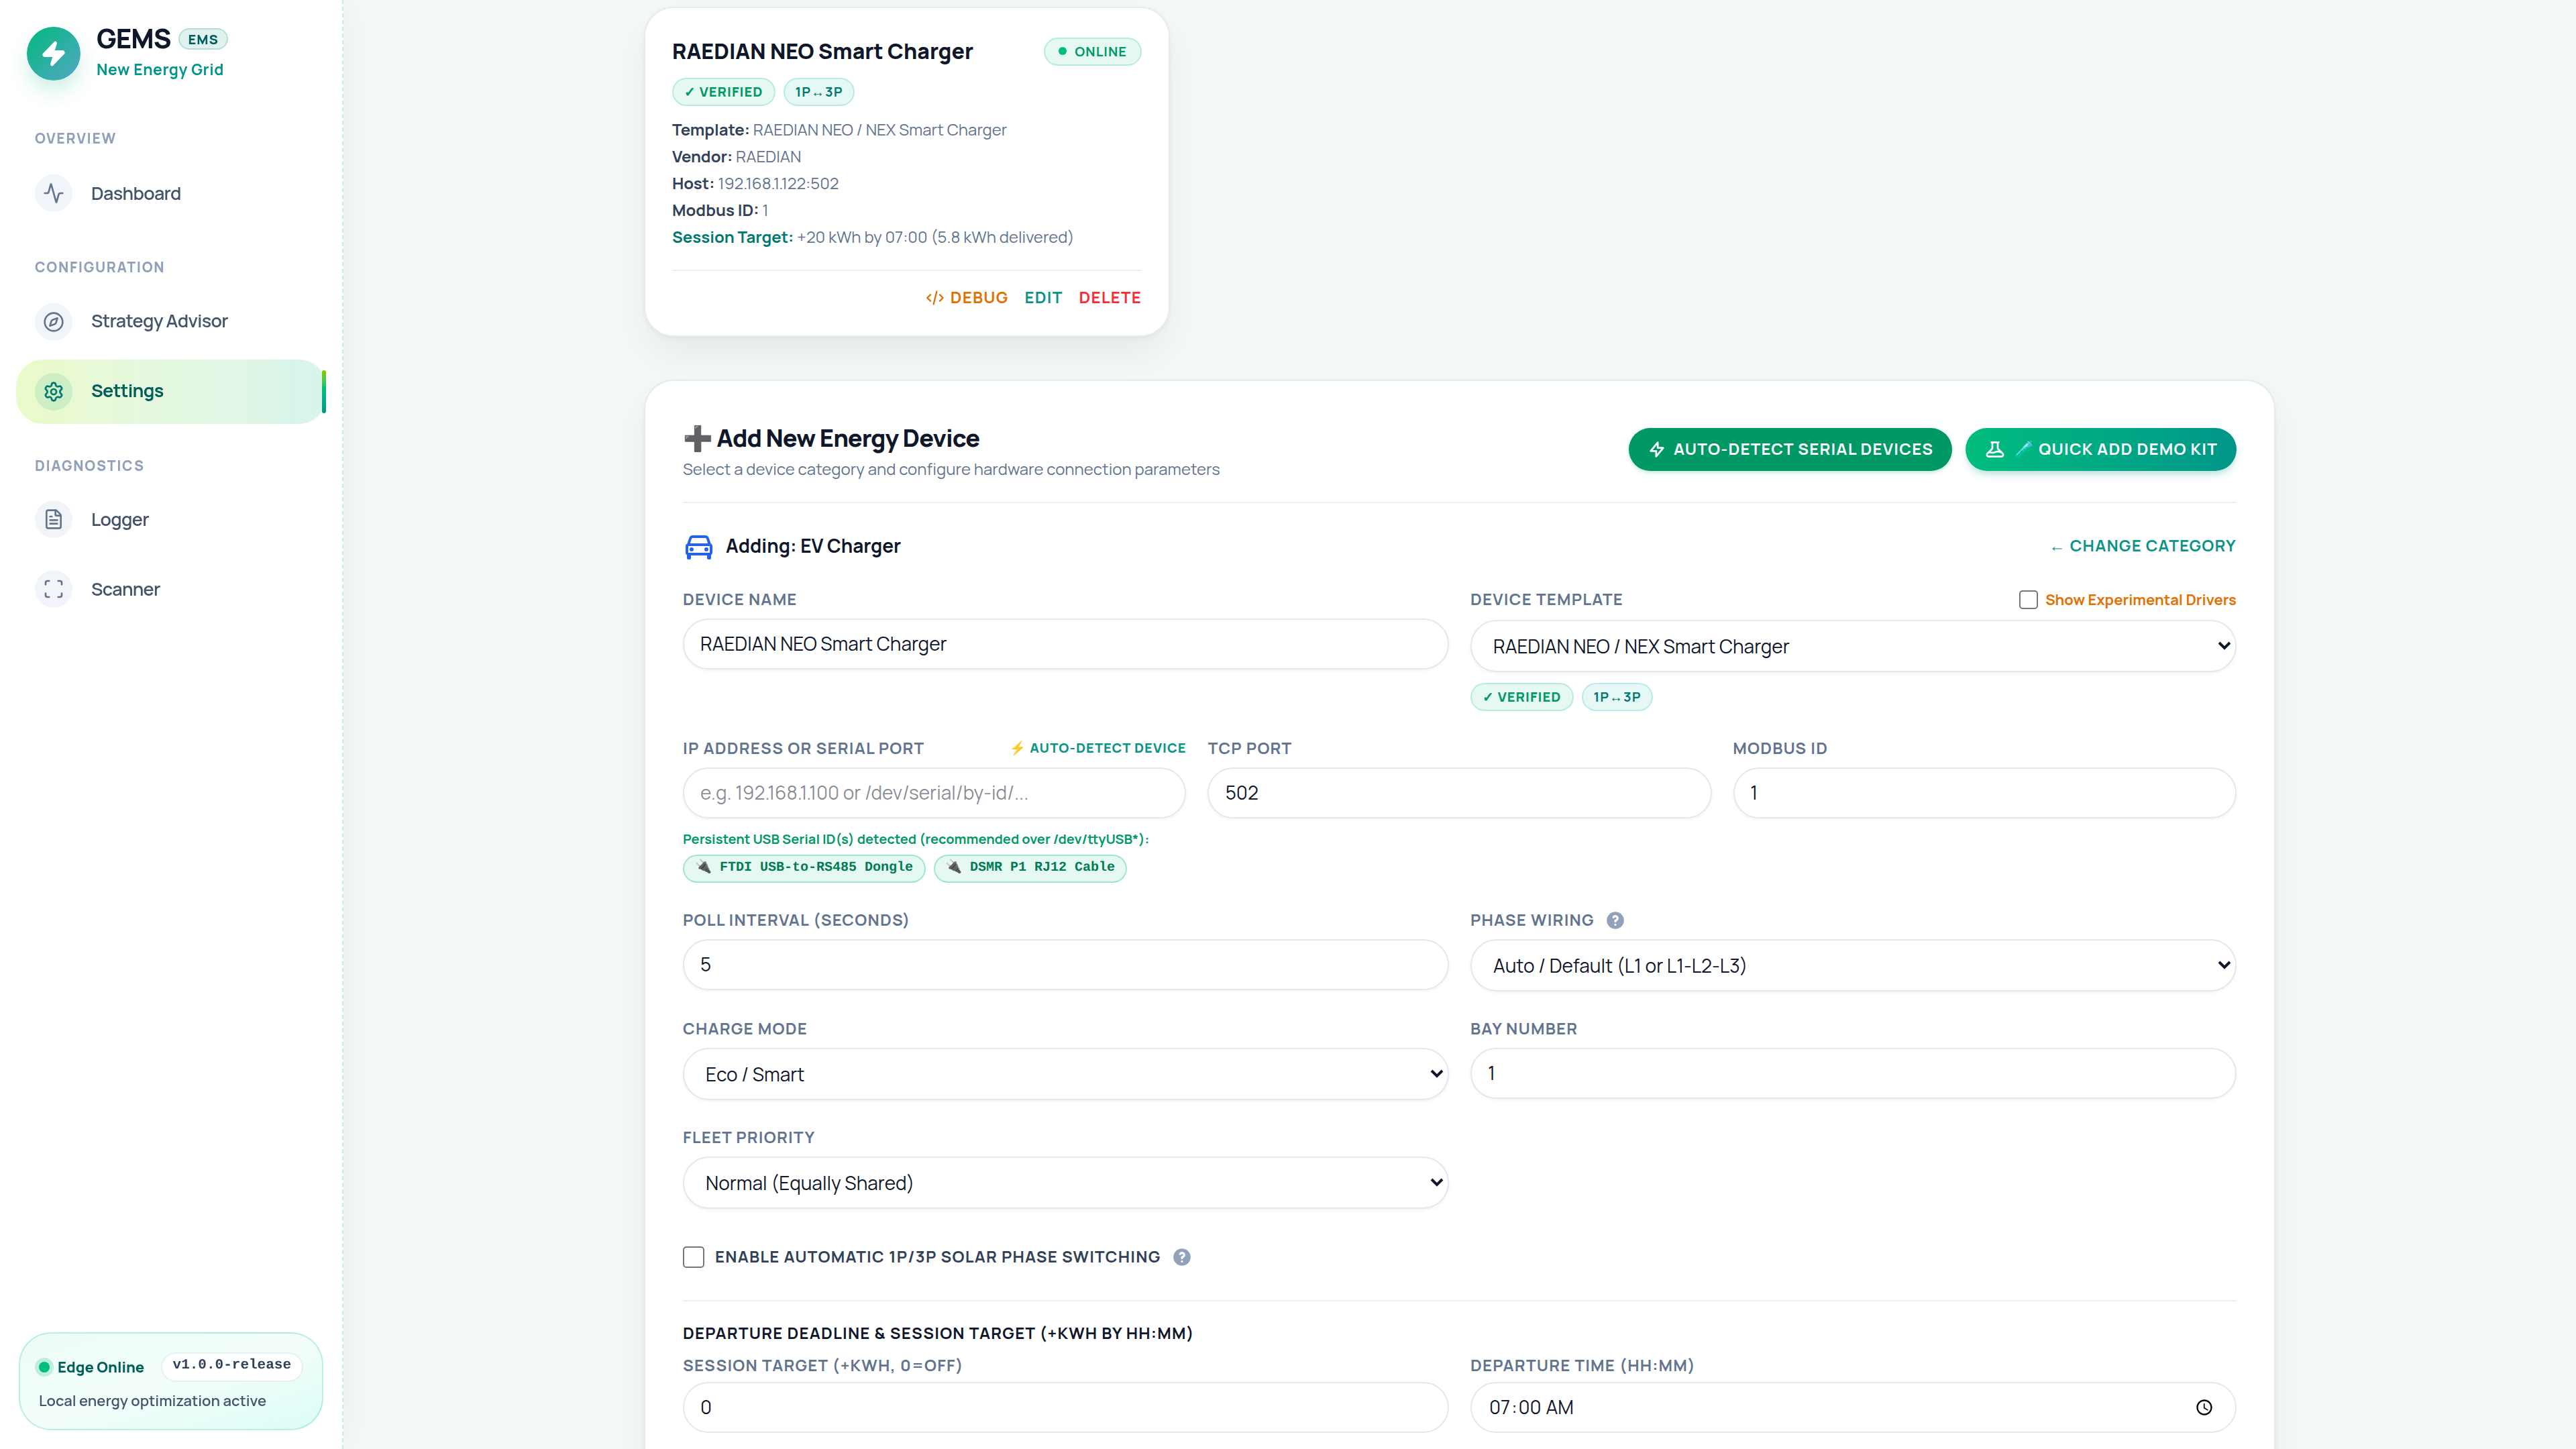 GEMS EMS
New Energy Grid
OVERVIEW
Dashboard
CONFIGURATION
Strategy Advisor
Settings
DIAGNOSTICS
Logger
Scanner
Edge Online v1.0.0-release
Local energy optimization active
RAEDIAN NEO Smart Charger ONLINE
✓ VERIFIED 1P↔3P
Template: RAEDIAN NEO / NEX Smart Charger
Vendor: RAEDIAN
Host: 192.168.1.122:502
Modbus ID: 1
Session Target: +20 kWh by 07:00 (5.8 kWh delivered)
</> DEBUG EDIT DELETE
➕ Add New Energy Device
Select a device category and configure hardware connection parameters
AUTO-DETECT SERIAL DEVICES
🧪 QUICK ADD DEMO KIT
Adding: EV Charger
← CHANGE CATEGORY
DEVICE NAME
RAEDIAN NEO Smart Charger
DEVICE TEMPLATE
Show Experimental Drivers
RAEDIAN NEO / NEX Smart Charger
✓ VERIFIED 1P↔3P
IP ADDRESS OR SERIAL PORT
⚡ AUTO-DETECT DEVICE
e.g. 192.168.1.100 or /dev/serial/by-id/...
TCP PORT
502
MODBUS ID
1
Persistent USB Serial ID(s) detected (recommended over /dev/ttyUSB*):
🔌 FTDI USB-to-RS485 Dongle
🔌 DSMR P1 RJ12 Cable
POLL INTERVAL (SECONDS)
5
PHASE WIRING ?
Auto / Default (L1 or L1-L2-L3)
CHARGE MODE
Eco / Smart
BAY NUMBER
1
FLEET PRIORITY
Normal (Equally Shared)
ENABLE AUTOMATIC 1P/3P SOLAR PHASE SWITCHING ?
DEPARTURE DEADLINE & SESSION TARGET (+KWH BY HH:MM)
SESSION TARGET (+KWH, 0=OFF)
0
DEPARTURE TIME (HH:MM)
07:00 AM